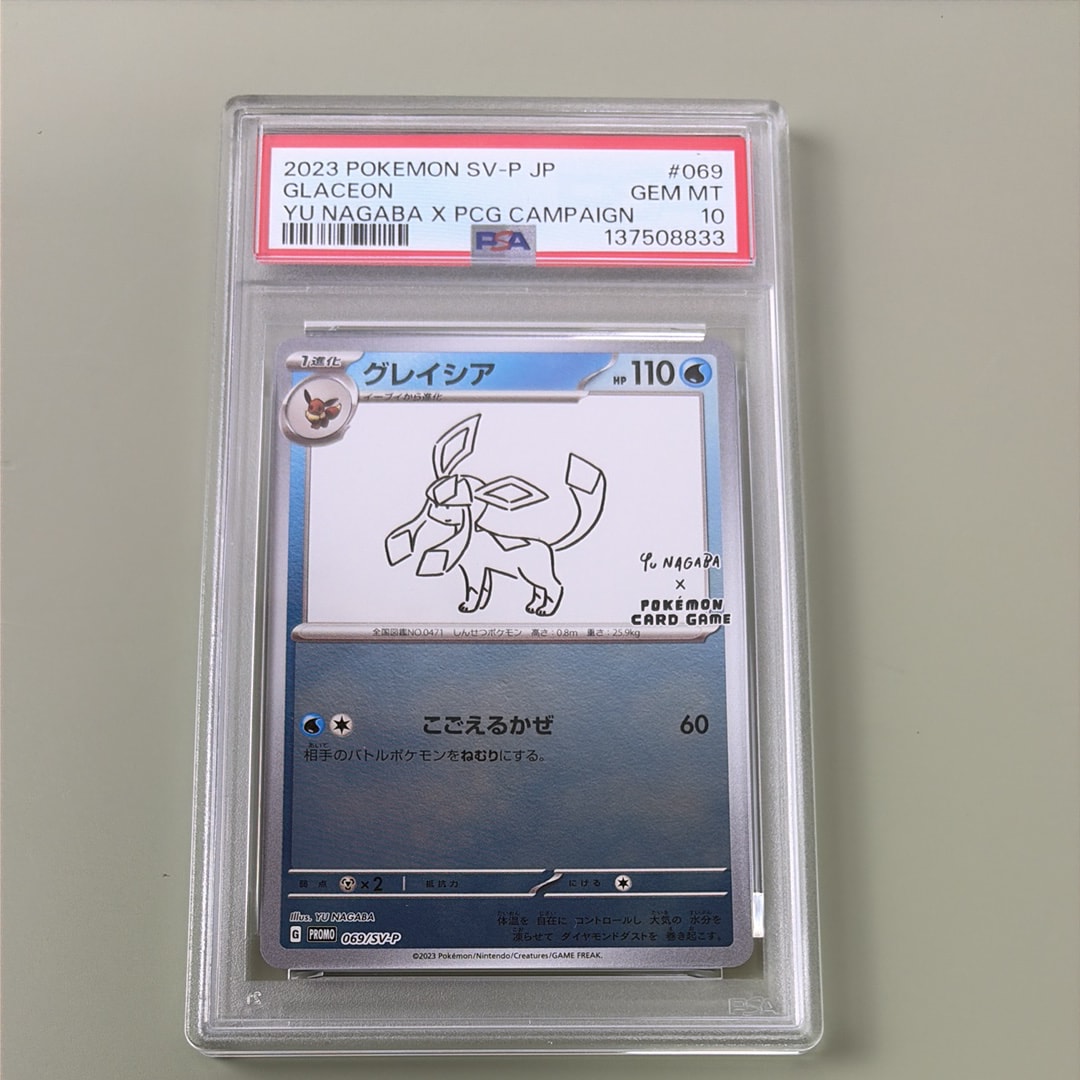 2023 POKEMON SV-P JP #069
GLACEON GEM MT
YU NAGABA X PCG CAMPAIGN 10
PSA 137508833
1進化 グレイシア HP 110
イーブイから進化
YU NAGABA
×
POKÉMON
CARD GAME
全国図鑑NO.0471 しんせつポケモン 高さ:0.8m 重さ:25.9kg
こごえるかぜ 60
相手のバトルポケモンをねむりにする。
弱点 ×2 抵抗力 にげる
Illus. YU NAGABA
体温を 自在に コントロールし 大気の 水分を
凍らせて ダイヤモンドダストを 巻き起こす。
G PROMO 069/SV-P
©2023 Pokémon/Nintendo/Creatures/GAME FREAK.
PSA